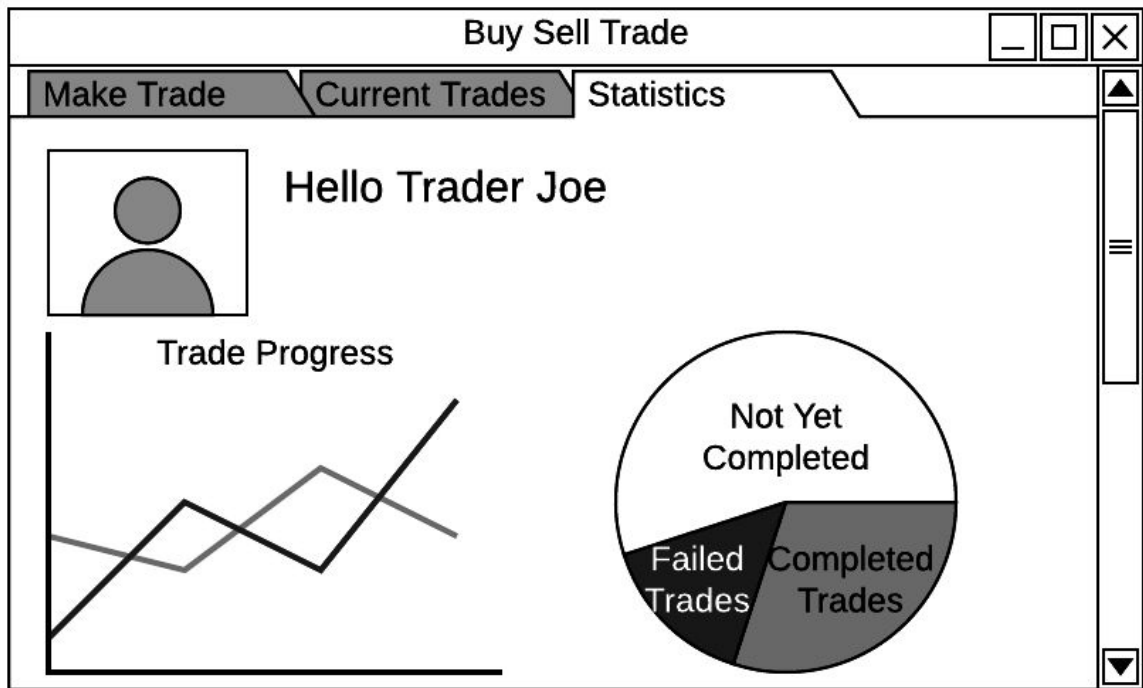 Buy Sell Trade
Make Trade
Current Trades
Statistics
Hello Trader Joe
Trade Progress
Not Yet
Completed
Failed
Trades
Completed
Trades